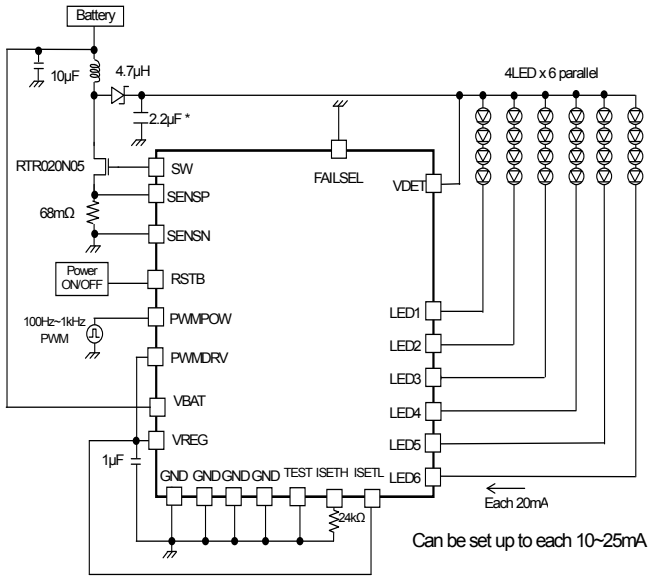 Battery
10μF
4.7μH
4LED x 6 parallel
2.2μF *
RTR020N05
SW
FAILSEL
VDET
SENSP
68mΩ
SENSN
Power
ON/OFF
RSTB
100Hz~1kHz
PWM
PWMPOW
LED1
PWMDRV
LED2
LED3
VBAT
LED4
VREG
LED5
1μF
GND GND GND GND TEST ISETH ISETL
LED6
Each 20mA
24kΩ
Can be set up to each 10~25mA